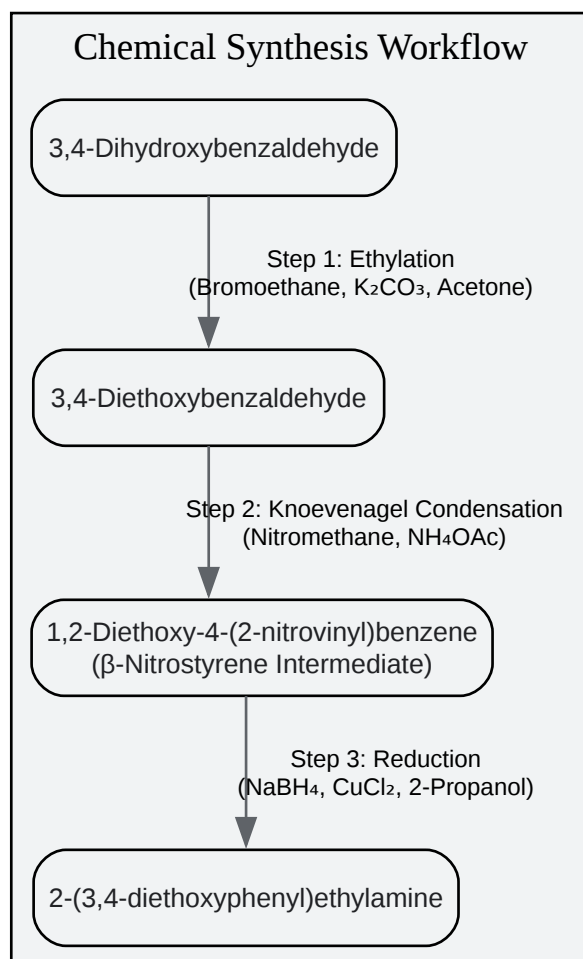 Chemical Synthesis Workflow
3,4-Dihydroxybenzaldehyde
Step 1: Ethylation
(Bromoethane, K₂CO₃, Acetone)
3,4-Diethoxybenzaldehyde
Step 2: Knoevenagel Condensation
(Nitromethane, NH₄OAc)
1,2-Diethoxy-4-(2-nitrovinyl)benzene
(β-Nitrostyrene Intermediate)
Step 3: Reduction
(NaBH₄, CuCl₂, 2-Propanol)
2-(3,4-diethoxyphenyl)ethylamine